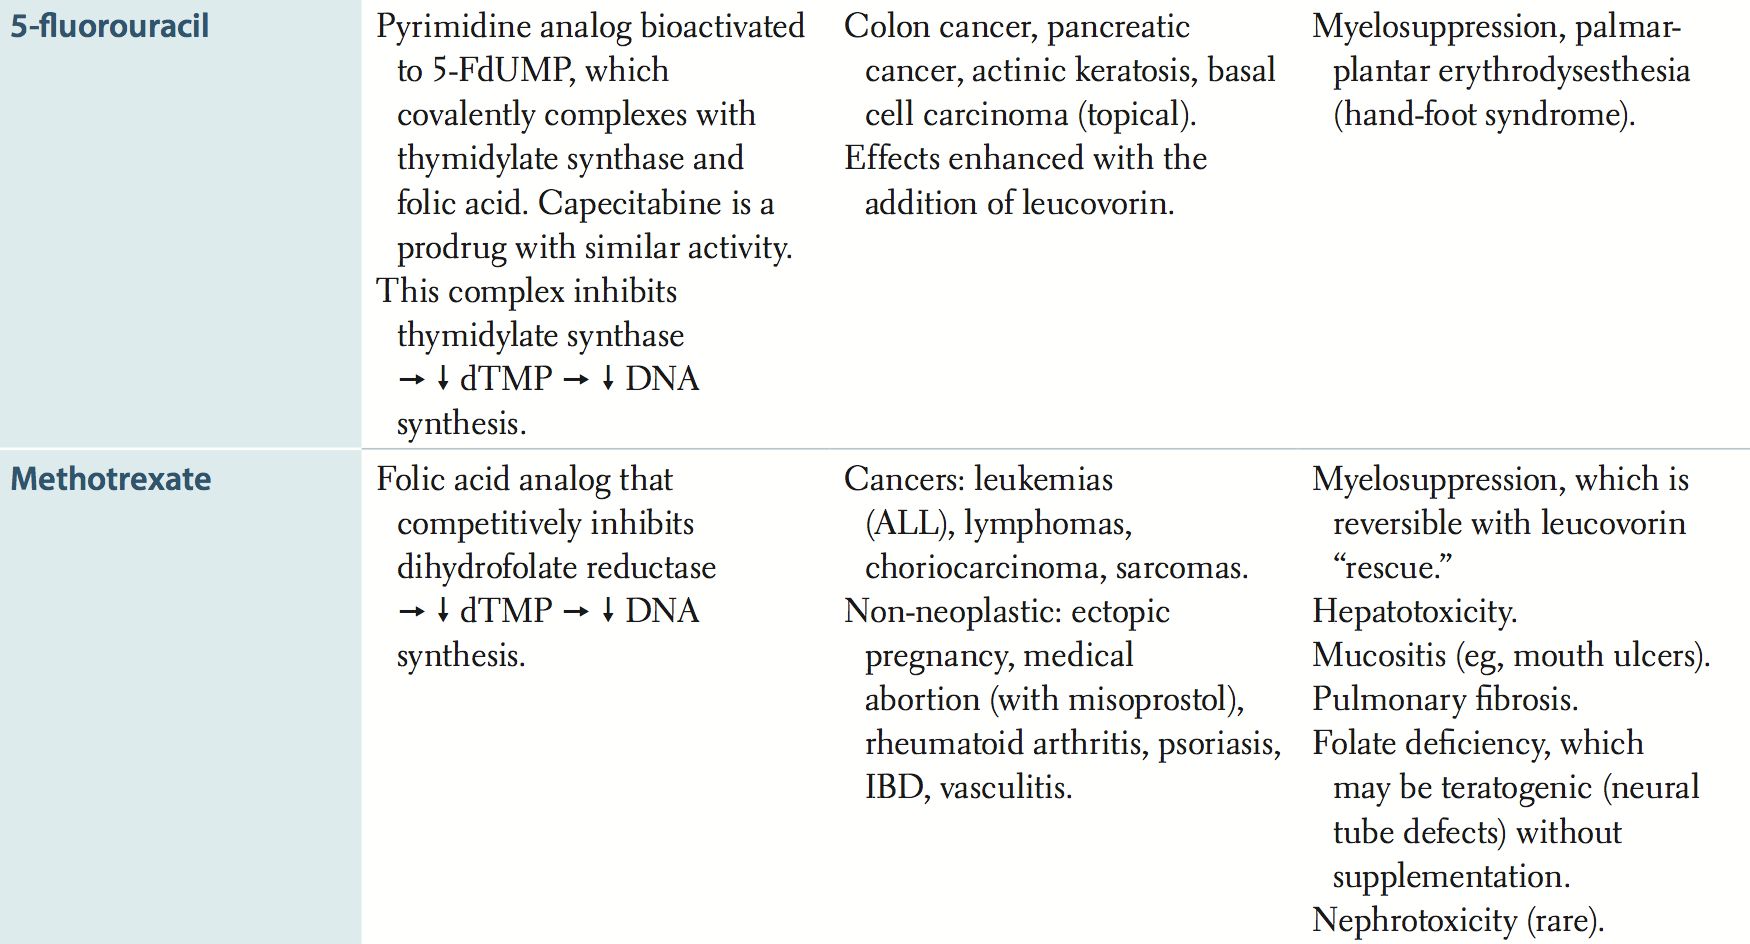 5-fluorouracil
Pyrimidine analog bioactivated
to 5-FdUMP, which
covalently complexes with
thymidylate synthase and
folic acid. Capecitabine is a
prodrug with similar activity.
This complex inhibits
thymidylate synthase
→ ↓ dTMP → ↓ DNA
synthesis.
Colon cancer, pancreatic
cancer, actinic keratosis, basal
cell carcinoma (topical).
Effects enhanced with the
addition of leucovorin.
Myelosuppression, palmar-
plantar erythrodysesthesia
(hand-foot syndrome).
Methotrexate
Folic acid analog that
competitively inhibits
dihydrofolate reductase
→ ↓ dTMP → ↓ DNA
synthesis.
Cancers: leukemias
(ALL), lymphomas,
choriocarcinoma, sarcomas.
Non-neoplastic: ectopic
pregnancy, medical
abortion (with misoprostol),
rheumatoid arthritis, psoriasis,
IBD, vasculitis.
Myelosuppression, which is
reversible with leucovorin
“rescue.”
Hepatotoxicity.
Mucositis (eg, mouth ulcers).
Pulmonary fibrosis.
Folate deficiency, which
may be teratogenic (neural
tube defects) without
supplementation.
Nephrotoxicity (rare).